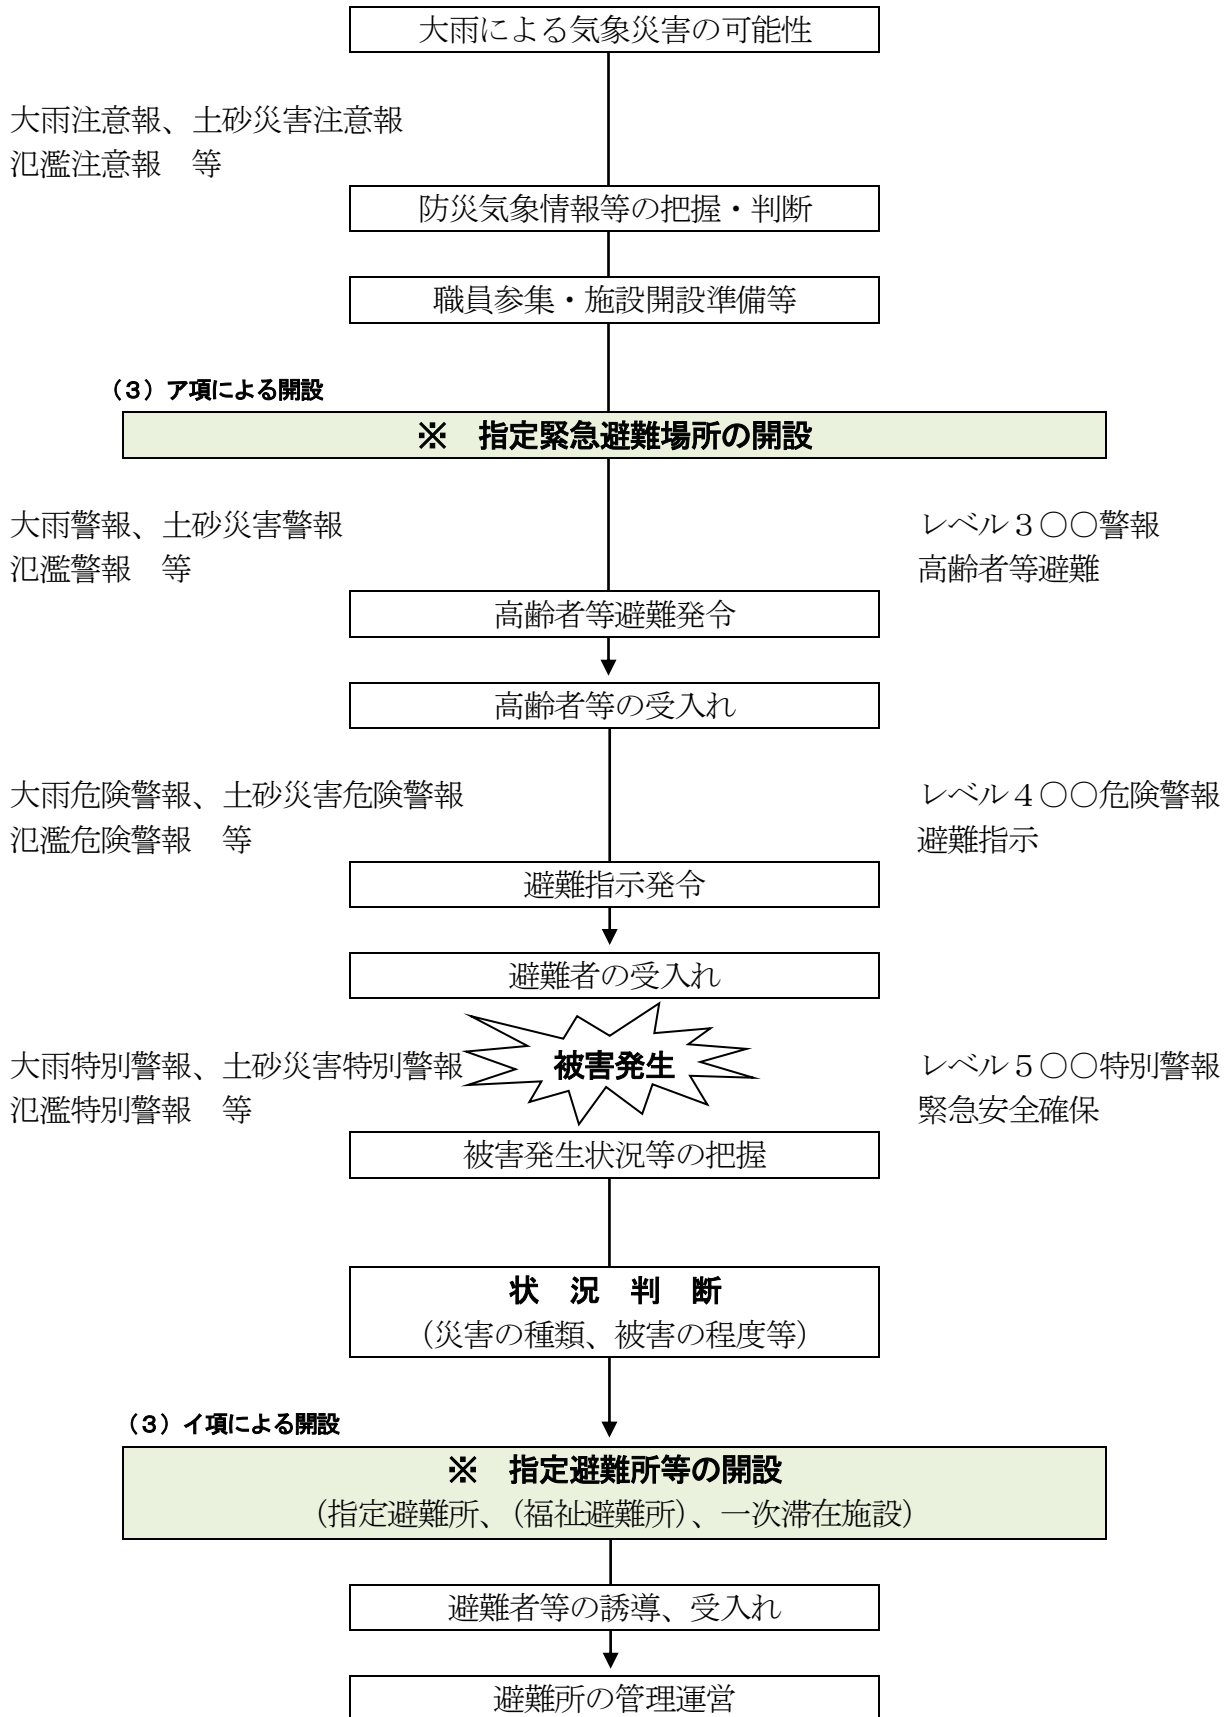 大雨による気象災害の可能性
大雨注意報、土砂災害注意報
氾濫注意報　等
防災気象情報等の把握・判断
職員参集・施設開設準備等
（３）ア項による開設
※　指定緊急避難場所の開設
大雨警報、土砂災害警報
氾濫警報　等
レベル３〇〇警報
高齢者等避難
高齢者等避難発令
高齢者等の受入れ
大雨危険警報、土砂災害危険警報
氾濫危険警報　等
レベル４〇〇危険警報
避難指示
避難指示発令
避難者の受入れ
被害発生
大雨特別警報、土砂災害特別警報
氾濫特別警報　等
レベル５〇〇特別警報
緊急安全確保
被害発生状況等の把握
状　況　判　断
（災害の種類、被害の程度等）
（３）イ項による開設
※　指定避難所等の開設
（指定避難所、（福祉避難所）、一次滞在施設）
避難者等の誘導、受入れ
避難所の管理運営